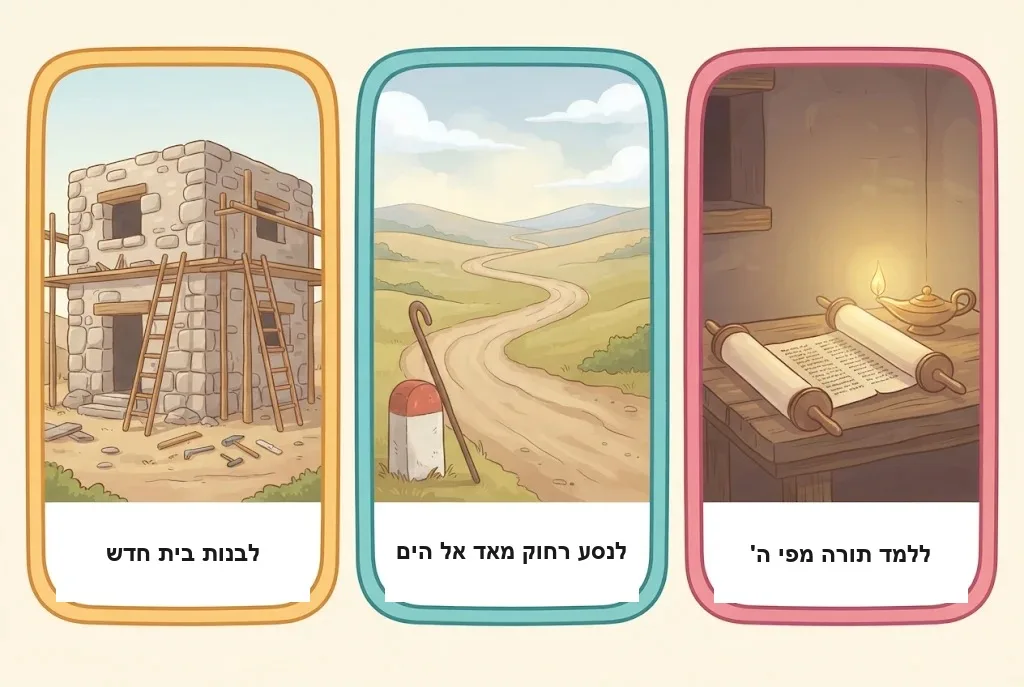 ללמד תורה מפי ה'
לנסע רחוק מאד אל הים
לבנות בית חדש